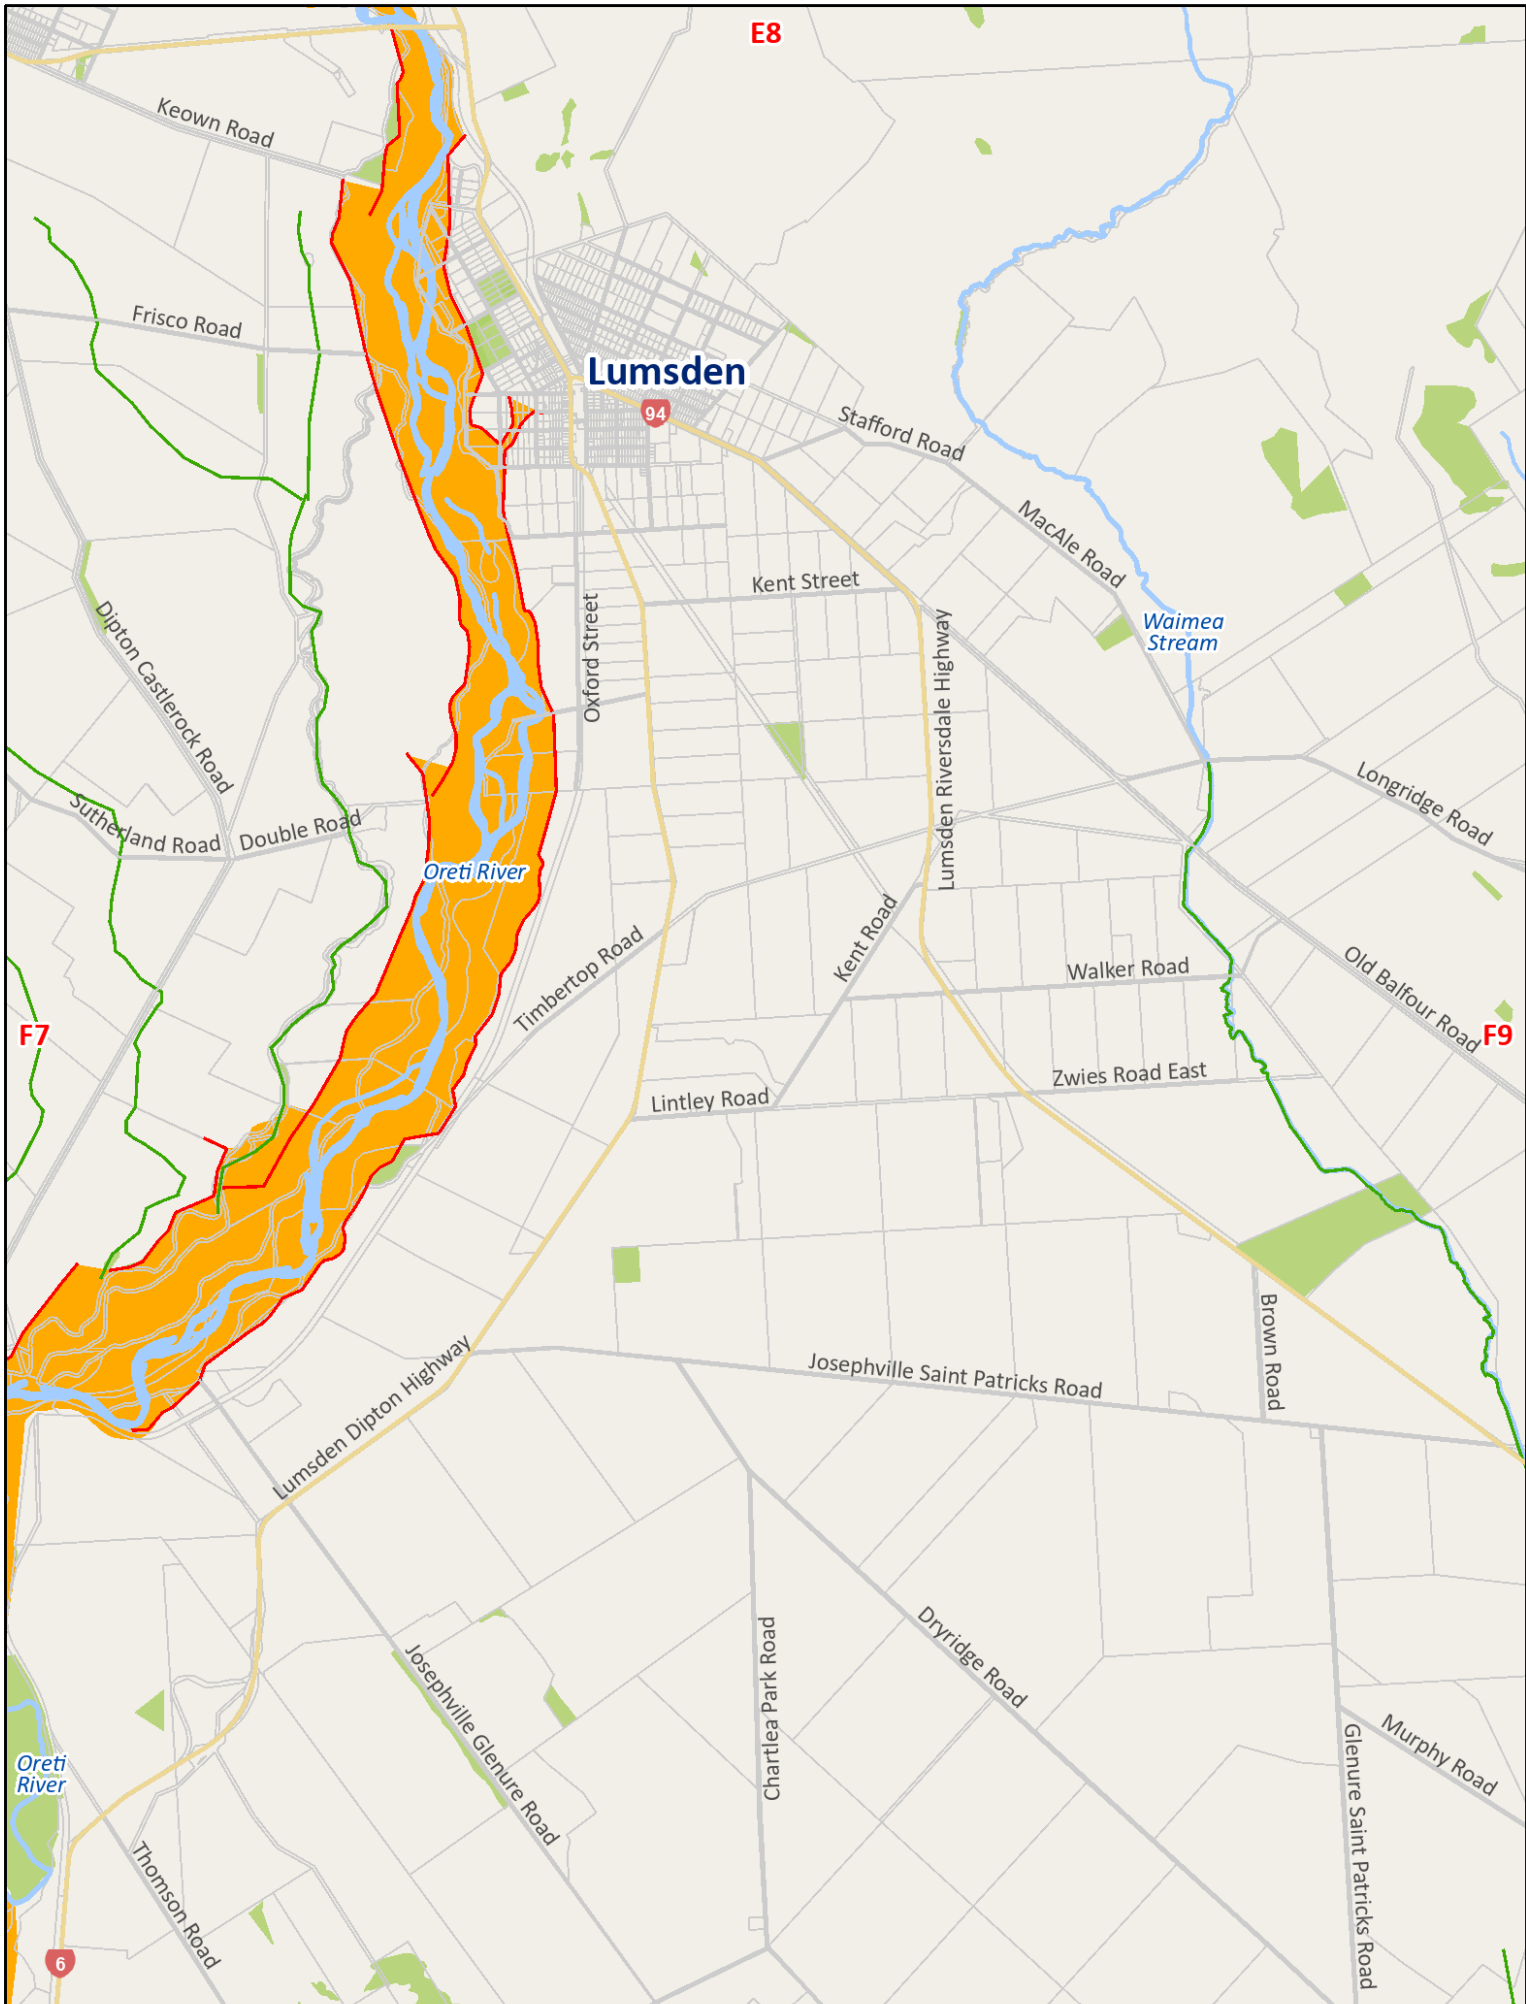 E8
Keown Road
Frisco Road
Lumsden
94
Stafford Road
MacAle Road
Kent Street
Waimea
Stream
Dipton Castlerock Road
Oxford Street
Lumsden Riversdale Highway
Longridge Road
Sutherland Road
Double Road
Oreti River
Kent Road
Timbertop Road
Walker Road
Old Balfour Road
F7
F9
Zwies Road East
Lintley Road
Brown Road
Josephville Saint Patricks Road
Lumsden Dipton Highway
Dryridge Road
Chartlea Park Road
Josephville Glenure Road
Murphy Road
Glenure Saint Patricks Road
Oreti
River
Thomson Road
6